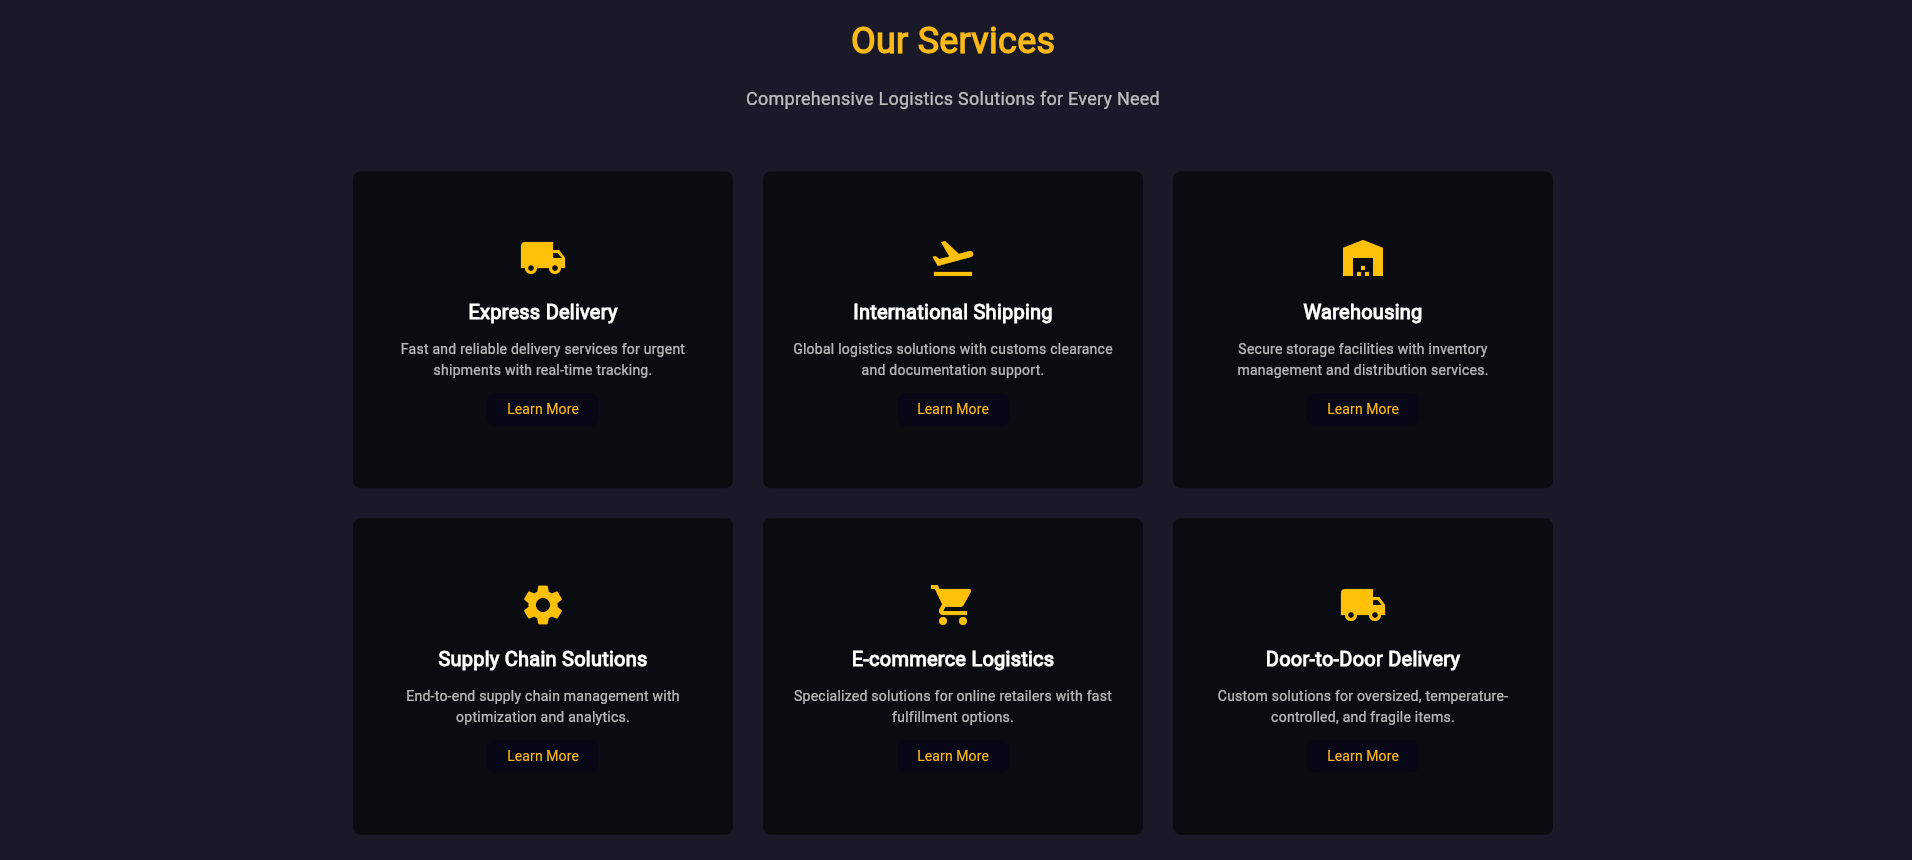 Our Services
Comprehensive Logistics Solutions for Every Need
Express Delivery
Fast and reliable delivery services for urgent
shipments with real-time tracking.
Learn More
International Shipping
Global logistics solutions with customs clearance
and documentation support.
Learn More
Warehousing
Secure storage facilities with inventory
management and distribution services.
Learn More
Supply Chain Solutions
End-to-end supply chain management with
optimization and analytics.
Learn More
E-commerce Logistics
Specialized solutions for online retailers with fast
fulfillment options.
Learn More
Door-to-Door Delivery
Custom solutions for oversized, temperature-
controlled, and fragile items.
Learn More